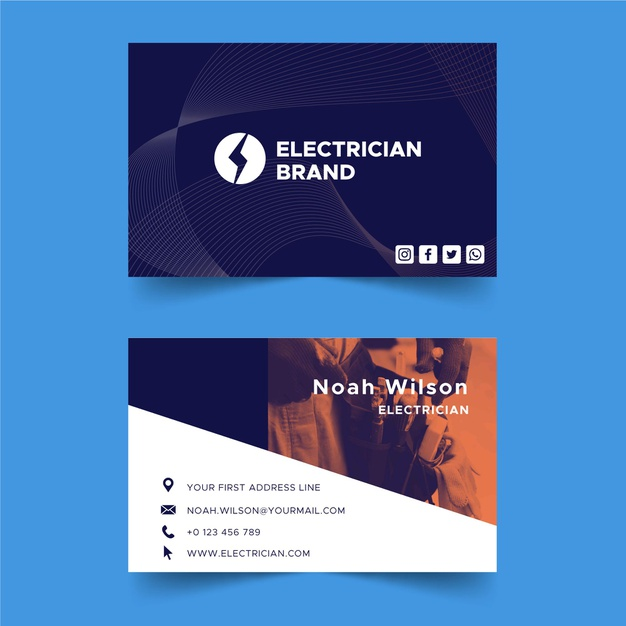 ELECTRICIAN
BRAND
Noah Wilson
ELECTRICIAN
YOUR FIRST ADDRESS LINE
NOAH.WILSON@YOURMAIL.COM
+0 123 456 789
WWW.ELECTRICIAN.COM